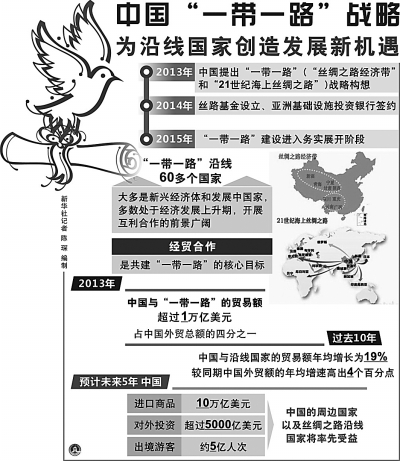 中国“一带一路”战略
为沿线国家创造发展新机遇
2013年 中国提出“一带一路”(“丝绸之路经济带”
和“21世纪海上丝绸之路”)战略构想
2014年 丝路基金设立、亚洲基础设施投资银行签约
2015年 “一带一路”建设进入务实展开阶段
“一带一路”沿线
60多个国家
大多是新兴经济体和发展中国家，
多数处于经济发展上升期，开展
互利合作的前景广阔
丝绸之路经济带
21世纪海上丝绸之路
经贸合作
是共建“一带一路”的核心目标
新华社记者 陈琛 编制
2013年
中国与“一带一路”的贸易额
超过1万亿美元
占中国外贸总额的四分之一
过去10年
中国与沿线国家的贸易额年均增长为19%
较同期中国外贸额的年均增速高出4个百分点
预计未来5年 中国
进口商品 10万亿美元
对外投资 超过5000亿美元
出境游客 约5亿人次
中国的周边国家
以及丝绸之路沿线
国家将率先受益